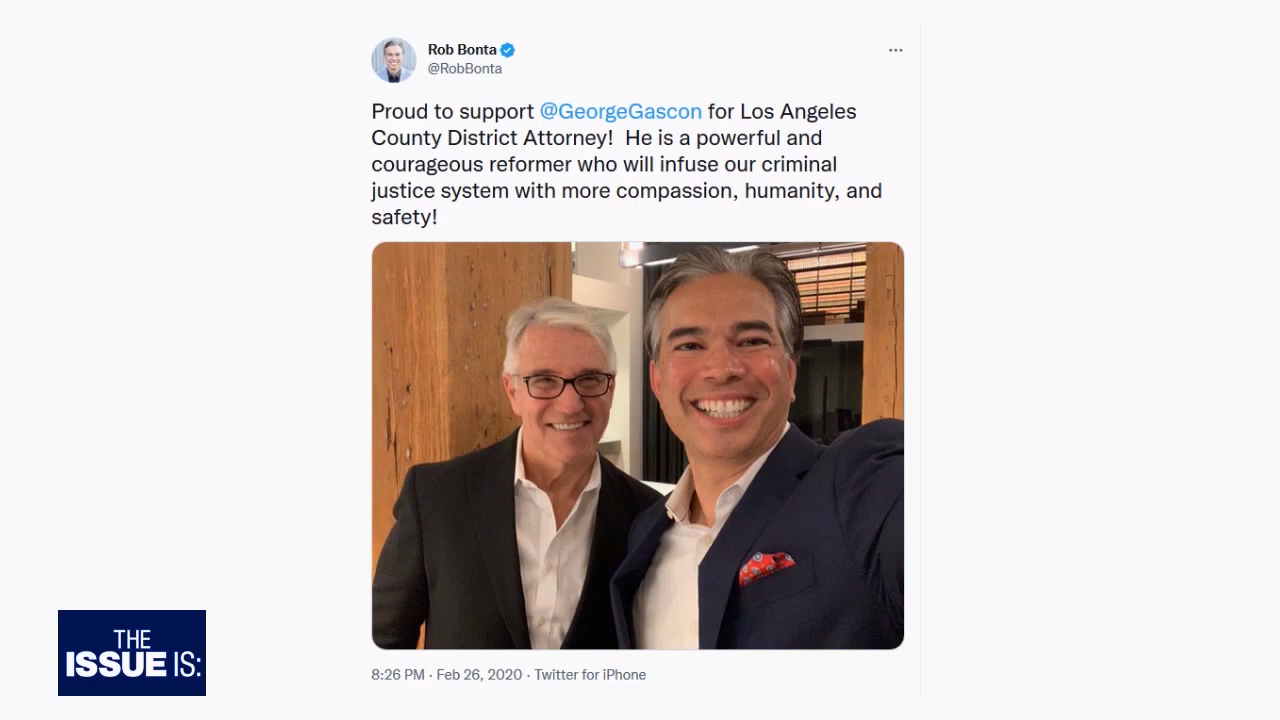 Rob Bonta
@RobBonta
Proud to support @GeorgeGascon for Los Angeles
County District Attorney!  He is a powerful and
courageous reformer who will infuse our criminal
justice system with more compassion, humanity, and
safety!
8:26 PM · Feb 26, 2020 · Twitter for iPhone
THE
ISSUE IS: